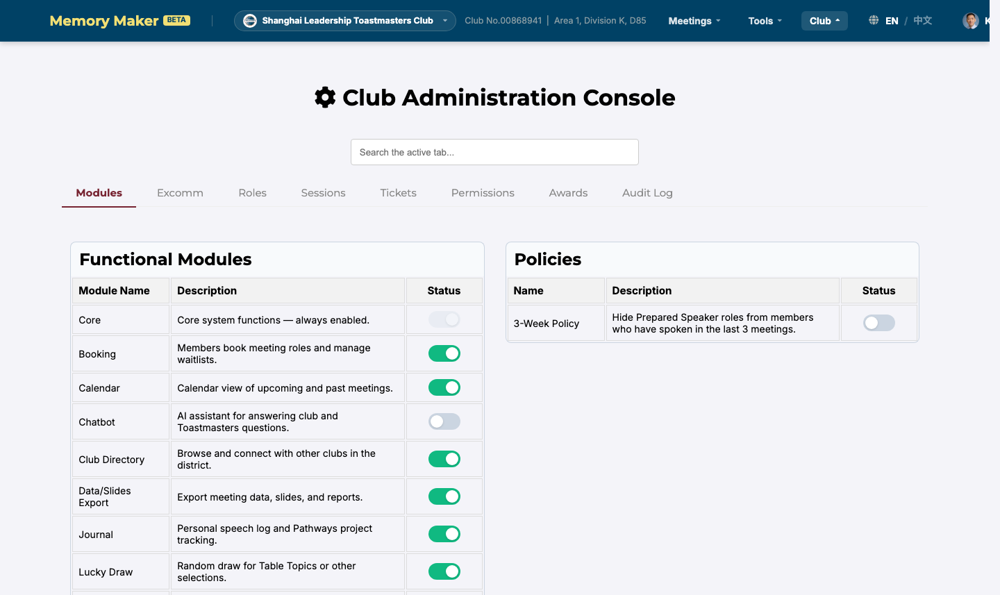 Memory Maker BETA
Shanghai Leadership Toastmasters Club
Club No.00868941 | Area 1, Division K, D85
Meetings
Tools
Club
EN / 中文
K
Club Administration Console
Search the active tab...
Modules
Excomm
Roles
Sessions
Tickets
Permissions
Awards
Audit Log
Functional Modules
Module Name
Description
Status
Core
Core system functions — always enabled.
Booking
Members book meeting roles and manage
waitlists.
Calendar
Calendar view of upcoming and past meetings.
Chatbot
AI assistant for answering club and
Toastmasters questions.
Club Directory
Browse and connect with other clubs in the
district.
Data/Slides
Export
Export meeting data, slides, and reports.
Journal
Personal speech log and Pathways project
tracking.
Lucky Draw
Random draw for Table Topics or other
selections.
Policies
Name
Description
Status
3-Week Policy
Hide Prepared Speaker roles from members
who have spoken in the last 3 meetings.